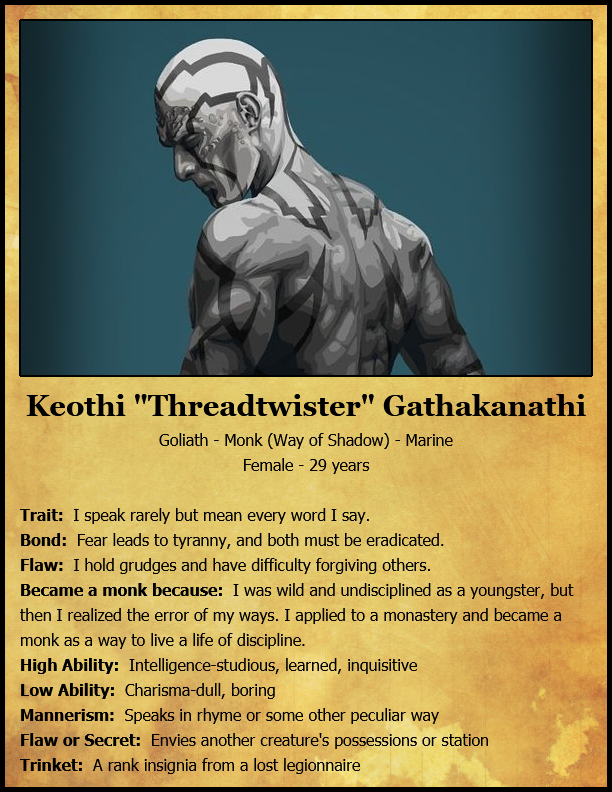 Keothi "Threadtwister" Gathakanathi
Goliath - Monk (Way of Shadow) - Marine
Female - 29 years
Trait: I speak rarely but mean every word I say.
Bond: Fear leads to tyranny, and both must be eradicated.
Flaw: I hold grudges and have difficulty forgiving others.
Became a monk because: I was wild and undisciplined as a youngster, but
then I realized the error of my ways. I applied to a monastery and became a
monk as a way to live a life of discipline.
High Ability: Intelligence-studious, learned, inquisitive
Low Ability: Charisma-dull, boring
Mannerism: Speaks in rhyme or some other peculiar way
Flaw or Secret: Envies another creature's possessions or station
Trinket: A rank insignia from a lost legionnaire